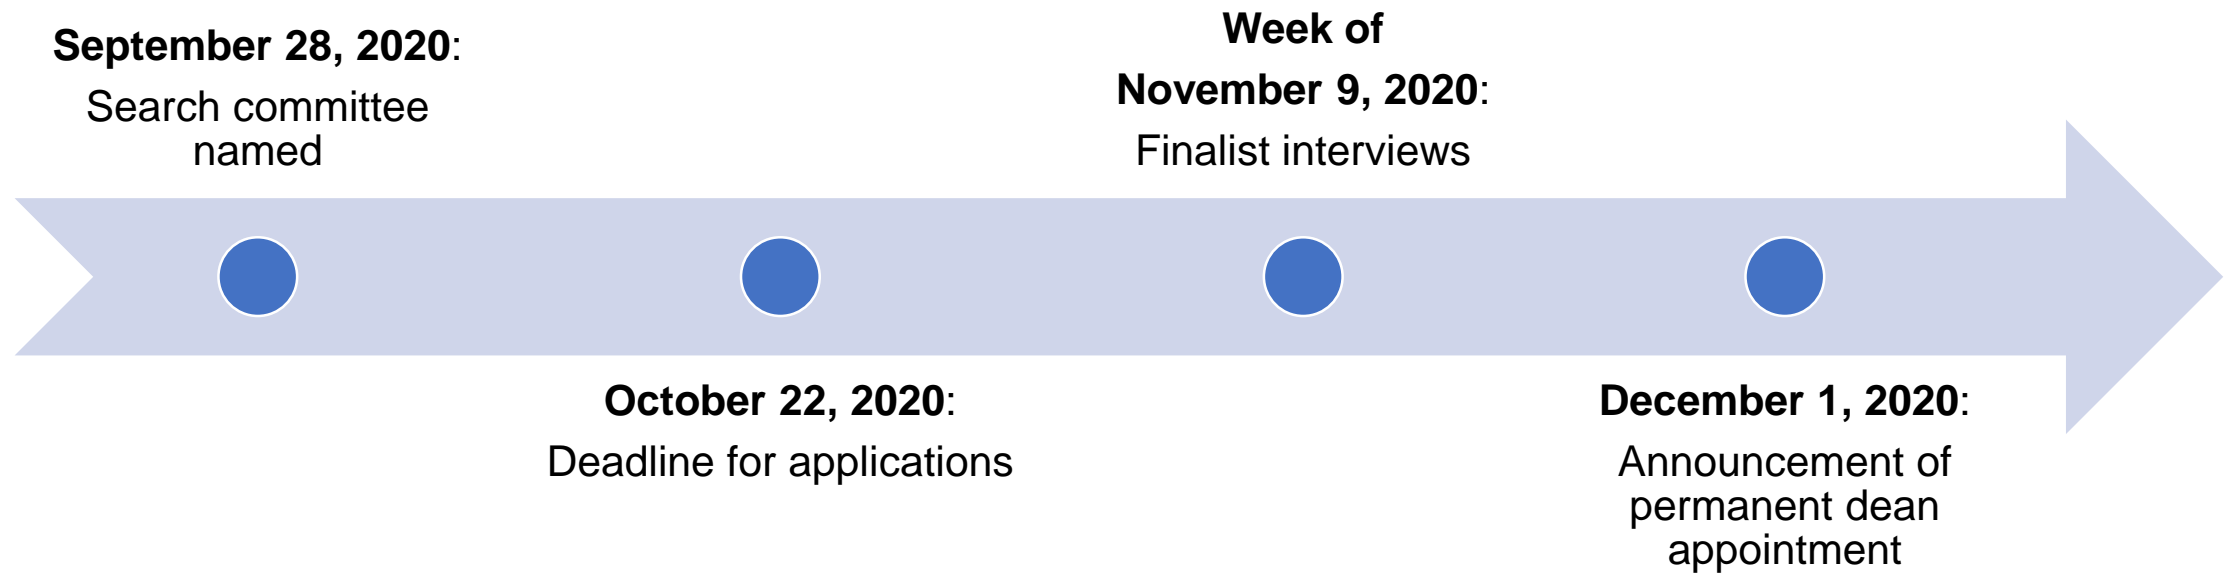 September 28, 2020:
Search committee
named
October 22, 2020:
Deadline for applications
Week of
November 9, 2020:
Finalist interviews
December 1, 2020:
Announcement of
permanent dean
appointment